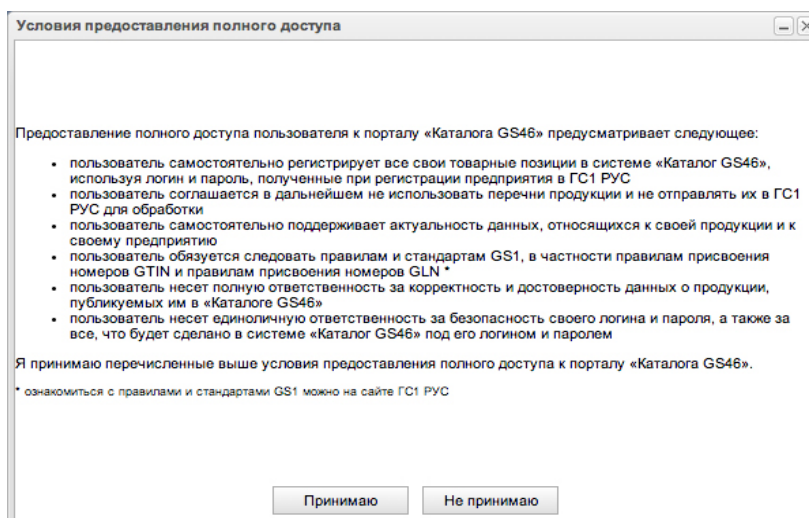 Условия предоставления полного доступа
Предоставление полного доступа пользователя к порталу «Каталога GS46» предусматривает следующее:
• пользователь самостоятельно регистрирует все свои товарные позиции в системе «Каталог GS46»,
используя логин и пароль, полученные при регистрации предприятия в ГС1 РУС
• пользователь соглашается в дальнейшем не использовать перечни продукции и не отправлять их в ГС1
РУС для обработки
• пользователь самостоятельно поддерживает актуальность данных, относящихся к своей продукции и к
своему предприятию
• пользователь обязуется следовать правилам и стандартам GS1, в частности правилам присвоения
номеров GTIN и правилам присвоения номеров GLN *
• пользователь несет полную ответственность за корректность и достоверность данных о продукции,
публикуемых им в «Каталоге GS46»
• пользователь несет единоличную ответственность за безопасность своего логина и пароля, а также за
все, что будет сделано в системе «Каталог GS46» под его логином и паролем
Я принимаю перечисленные выше условия предоставления полного доступа к порталу «Каталога GS46».
* ознакомиться с правилами и стандартами GS1 можно на сайте ГС1 РУС
Принимаю
Не принимаю